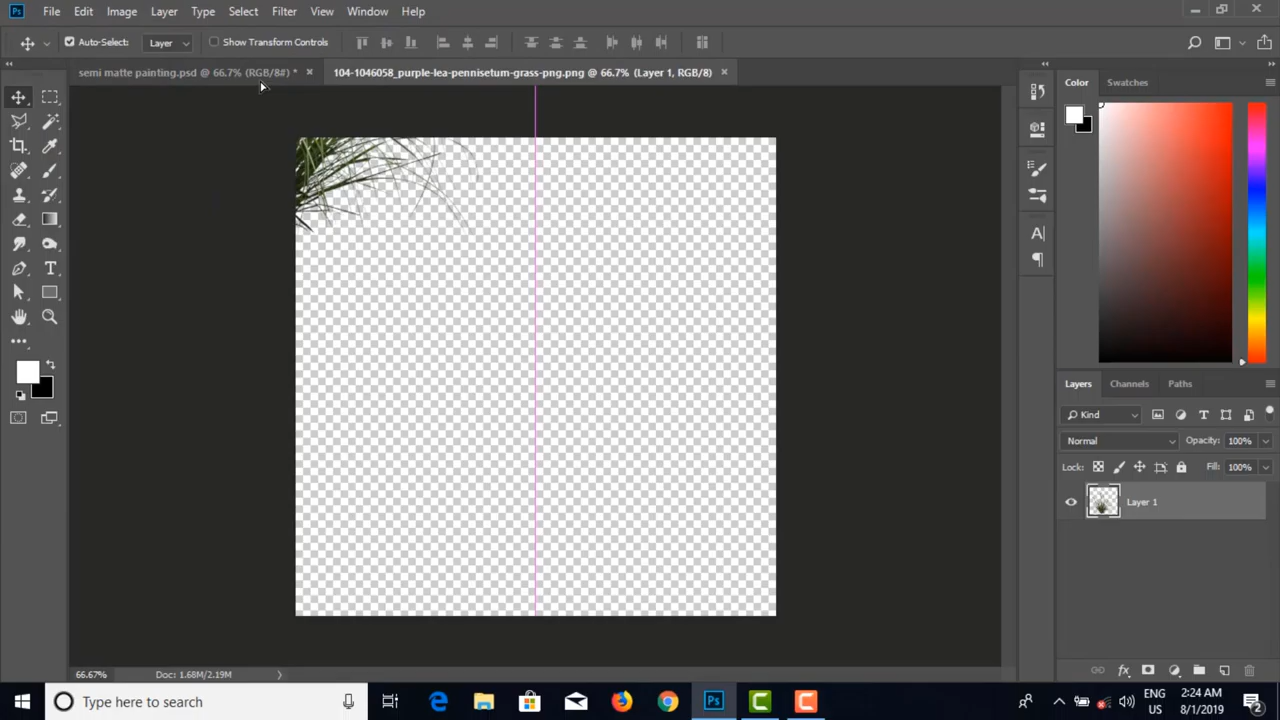 Ps File Edit Image Layer Type Select Filter View Window Help
Auto-Select: Layer Show Transform Controls
semi matte painting.psd @ 66.7% (RGB/8#) * × 104-1046058_purple-lea-pennisetum-grass-png.png @ 66.7% (Layer 1, RGB/8) ×
Color Swatches
Layers Channels Paths
Kind
Normal Opacity: 100%
Lock: Fill: 100%
Layer 1
66.67% Doc: 1.68M/2.19M
Type here to search
Ps
ENG
US
2:24 AM
8/1/2019
2